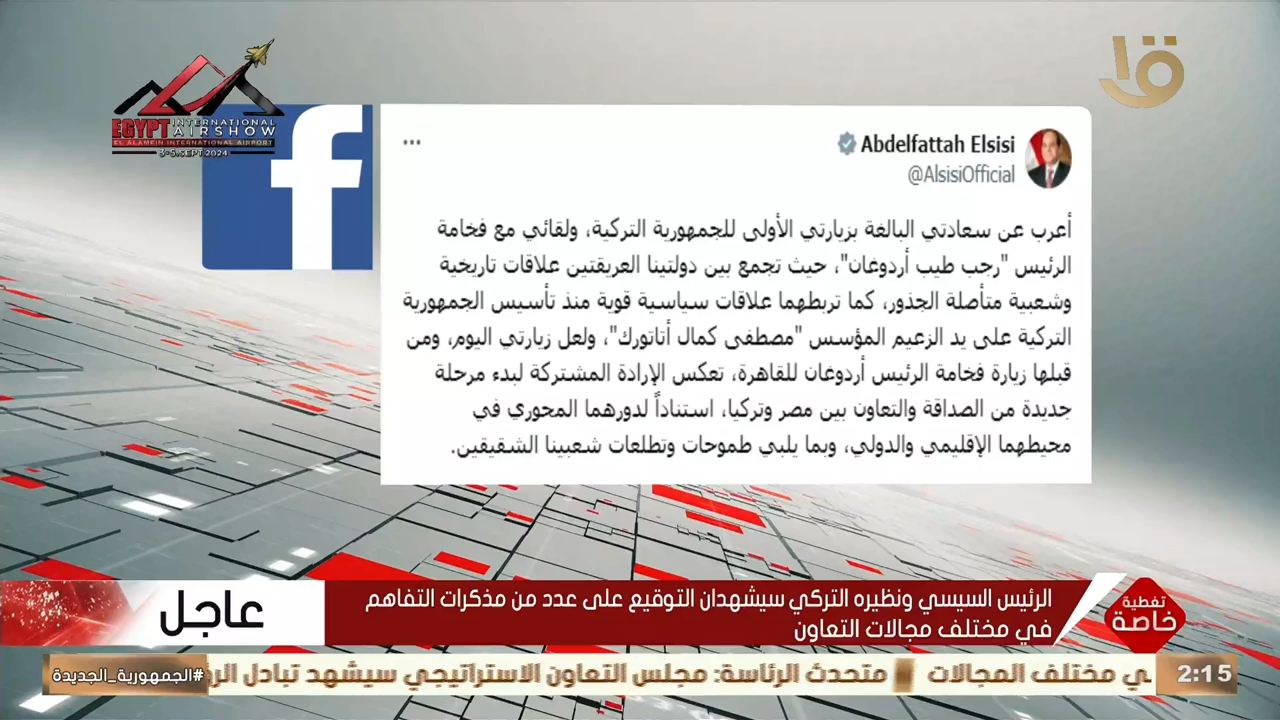 EGYPT INTERNATIONAL AIRSHOW
EL ALAMEIN INTERNATIONAL AIRPORT
3-5 SEPT 2024
Abdelfattah Elsisi
@AlsisiOfficial
أعرب عن سعادتي البالغة بزيارتي الأولى للجمهورية التركية، ولقائي مع فخامة
الرئيس "رجب طيب أردوغان"، حيث تجمع بين دولتينا العريقتين علاقات تاريخية
وشعبية متأصلة الجذور، كما تربطهما علاقات سياسية قوية منذ تأسيس الجمهورية
التركية على يد الزعيم المؤسس "مصطفى كمال أتاتورك"، ولعل زيارتي اليوم، ومن
قبلها زيارة فخامة الرئيس أردوغان للقاهرة، تعكس الإرادة المشتركة لبدء مرحلة
جديدة من الصداقة والتعاون بين مصر وتركيا، استناداً لدورهما المحوري في
محيطهما الإقليمي والدولي، وبما يلبي طموحات وتطلعات شعبينا الشقيقين.
تغطية
خاصة
الرئيس السيسي ونظيره التركي سيشهدان التوقيع على عدد من مذكرات التفاهم
في مختلف مجالات التعاون
عاجل
2:15
ي مختلف المجالات
متحدث الرئاسة: مجلس التعاون الاستراتيجي سيشهد تبادل الر
#الجمهورية_الجديدة